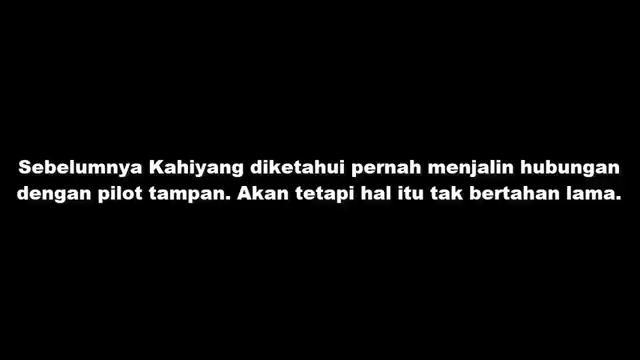 Sebelumnya Kahiyang diketahui pernah menjalin hubungan
dengan pilot tampan. Akan tetapi hal itu tak bertahan lama.